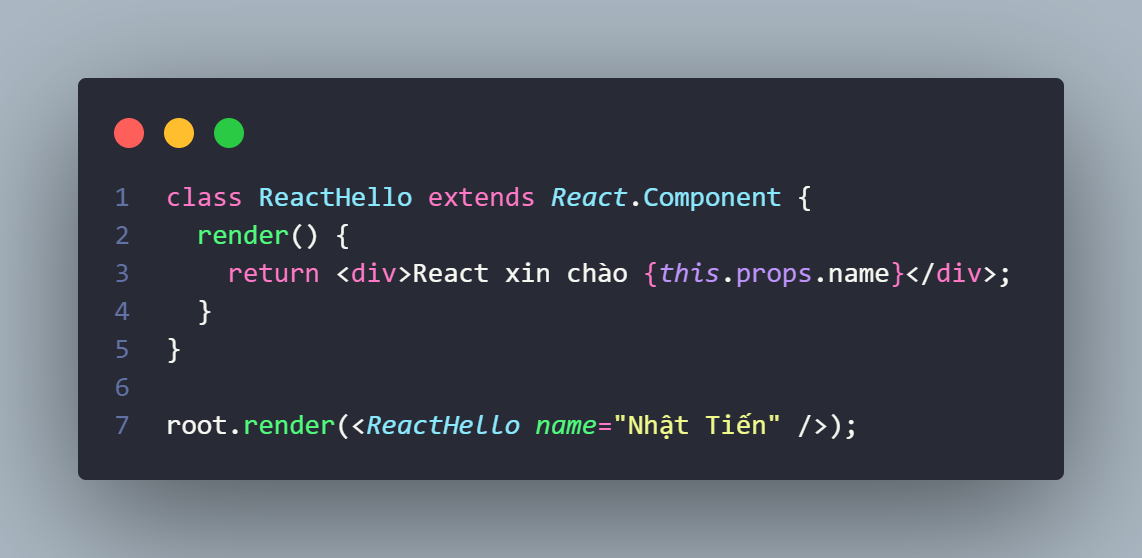 1 class ReactHello extends React.Component {
2   render() {
3     return <div>React xin chào {this.props.name}</div>;
4   }
5 }
6
7 root.render(<ReactHello name="Nhật Tiến" />);